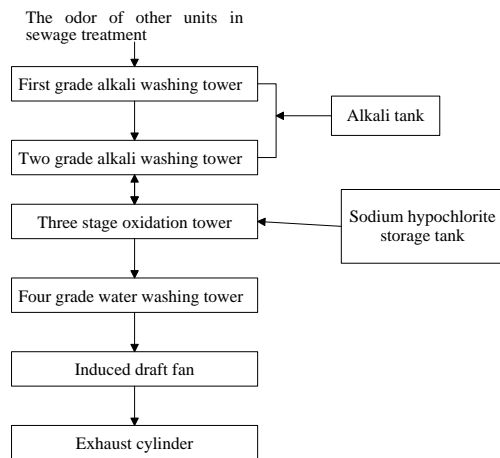 The odor of other units in
sewage treatment
First grade alkali washing tower
Alkali tank
Two grade alkali washing tower
Three stage oxidation tower
Sodium hypochlorite
storage tank
Four grade water washing tower
Induced draft fan
Exhaust cylinder